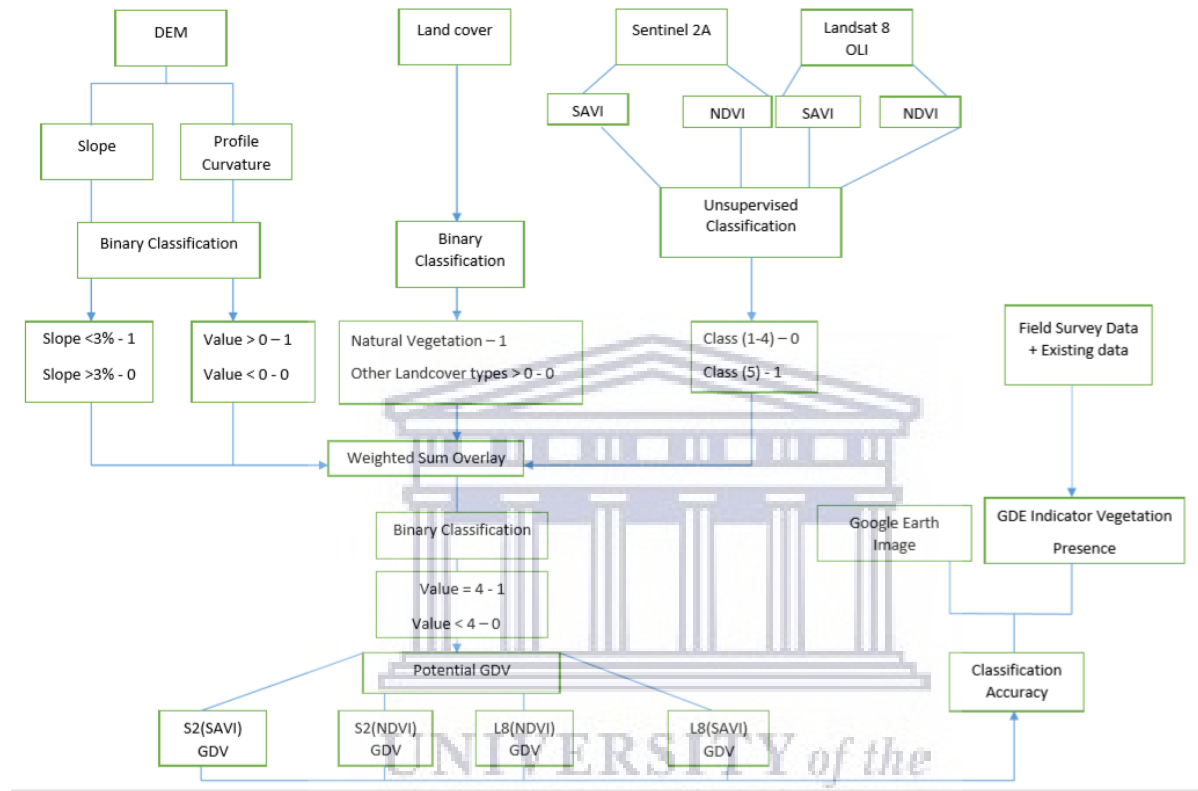 DEM
Land cover
Sentinel 2A
Landsat 8
OLI
SAVI
NDVI
SAVI
NDVI
Slope
Profile
Curvature
Unsupervised
Classification
Binary Classification
Binary
Classification
Slope <3% - 1
Slope >3% - 0
Value > 0 – 1
Value < 0 - 0
Natural Vegetation – 1
Other Landcover types > 0 - 0
Class (1-4) – 0
Class (5) - 1
Field Survey Data
+ Existing data
Weighted Sum Overlay
Binary Classification
Google Earth
Image
GDE Indicator Vegetation
Presence
Value = 4 - 1
Value < 4 – 0
Potential GDV
Classification
Accuracy
S2(SAVI)
GDV
S2(NDVI)
GDV
L8(NDVI)
GDV
L8(SAVI)
GDV
UNIVERSITY of the